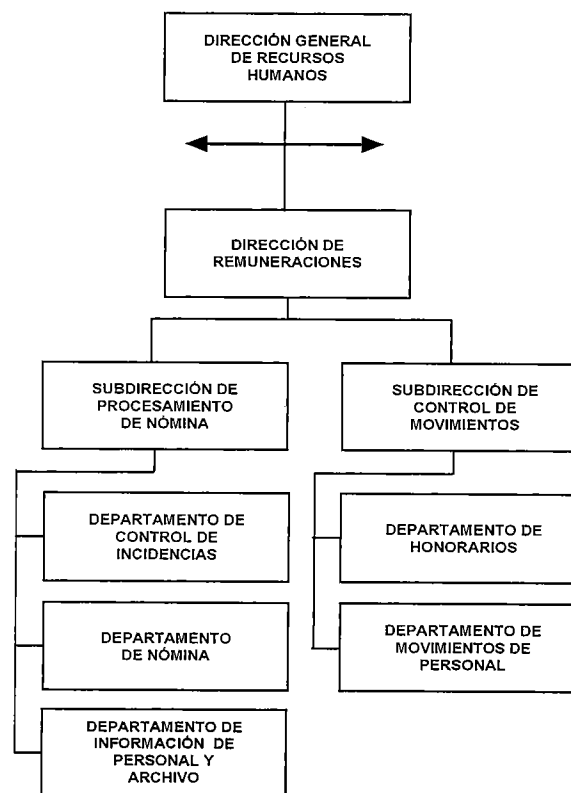 DIRECCIÓN GENERAL
DE RECURSOS
HUMANOS
DIRECCIÓN DE
REMUNERACIONES
SUBDIRECCIÓN DE
PROCESAMIENTO
DE NÓMINA
SUBDIRECCIÓN DE
CONTROL DE
MOVIMIENTOS
DEPARTAMENTO DE
CONTROL DE
INCIDENCIAS
DEPARTAMENTO
DE NÓMINA
DEPARTAMENTO DE
INFORMACIÓN DE
PERSONAL Y
ARCHIVO
DEPARTAMENTO DE
HONORARIOS
DEPARTAMENTO DE
MOVIMIENTOS DE
PERSONAL